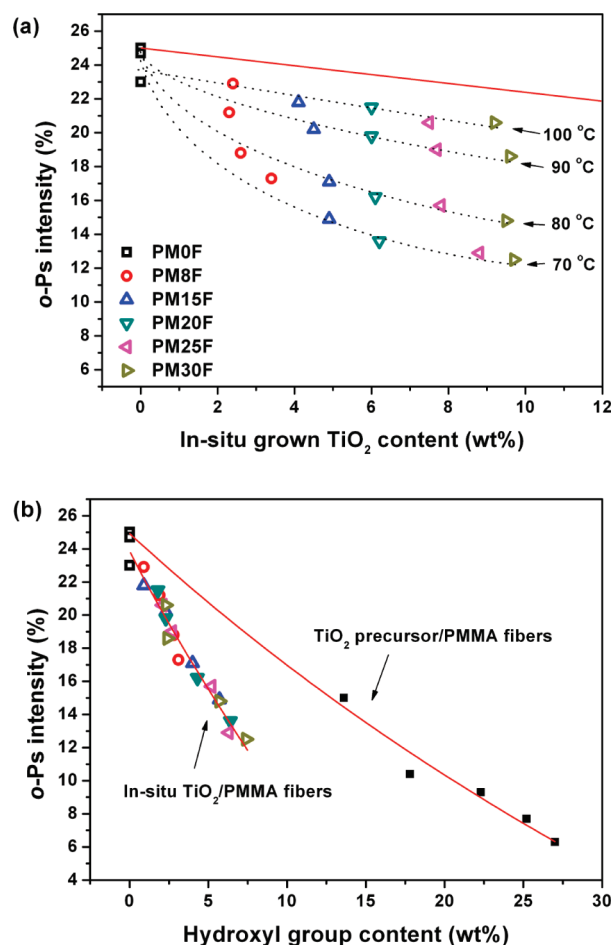 (a)
26
24
22
20
18
16
14
12
10
8
6
o-Ps intensity (%)
100 °C
90 °C
80 °C
70 °C
PM0F
PM8F
PM15F
PM20F
PM25F
PM30F
0 2 4 6 8 10 12
In-situ grown TiO₂ content (wt%)
(b)
26
24
22
20
18
16
14
12
10
8
6
4
o-Ps intensity (%)
TiO₂ precursor/PMMA fibers
In-situ TiO₂/PMMA fibers
0 5 10 15 20 25 30
Hydroxyl group content (wt%)